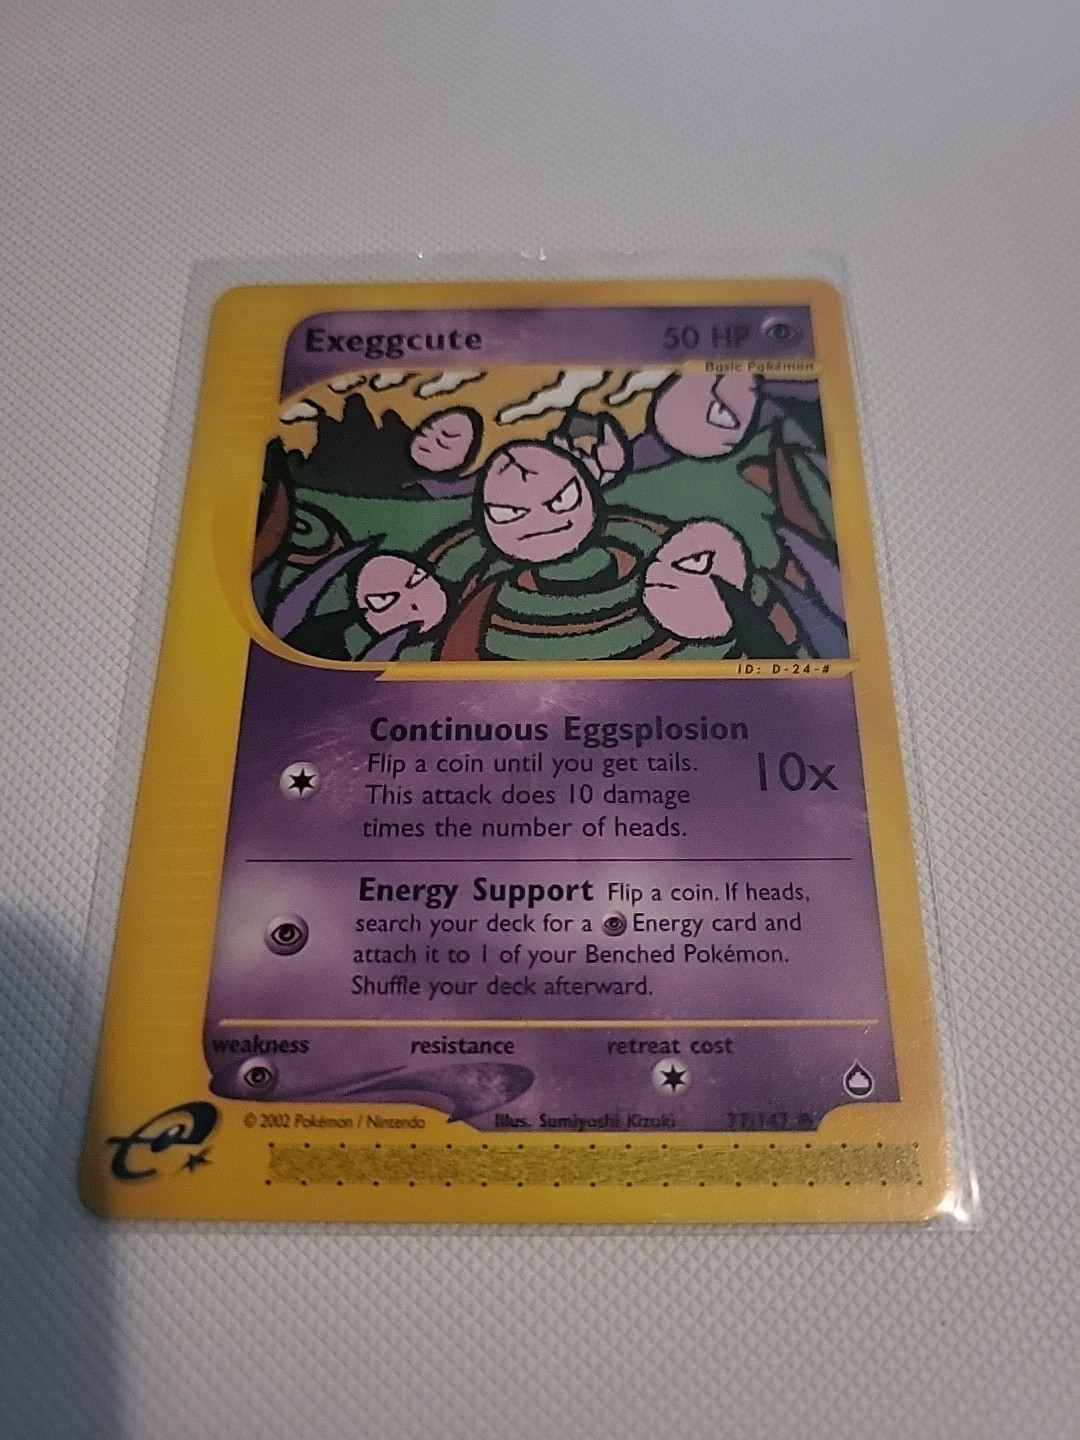 Exeggcute 50 HP
Basic Pokémon
ID: D-24-#
Continuous Eggsplosion
Flip a coin until you get tails.
This attack does 10 damage
times the number of heads.
10x
Energy Support Flip a coin. If heads,
search your deck for a Energy card and
attach it to 1 of your Benched Pokémon.
Shuffle your deck afterward.
weakness resistance retreat cost
© 2002 Pokémon / Nintendo Illus. Sumiyoshi Kizuki
e